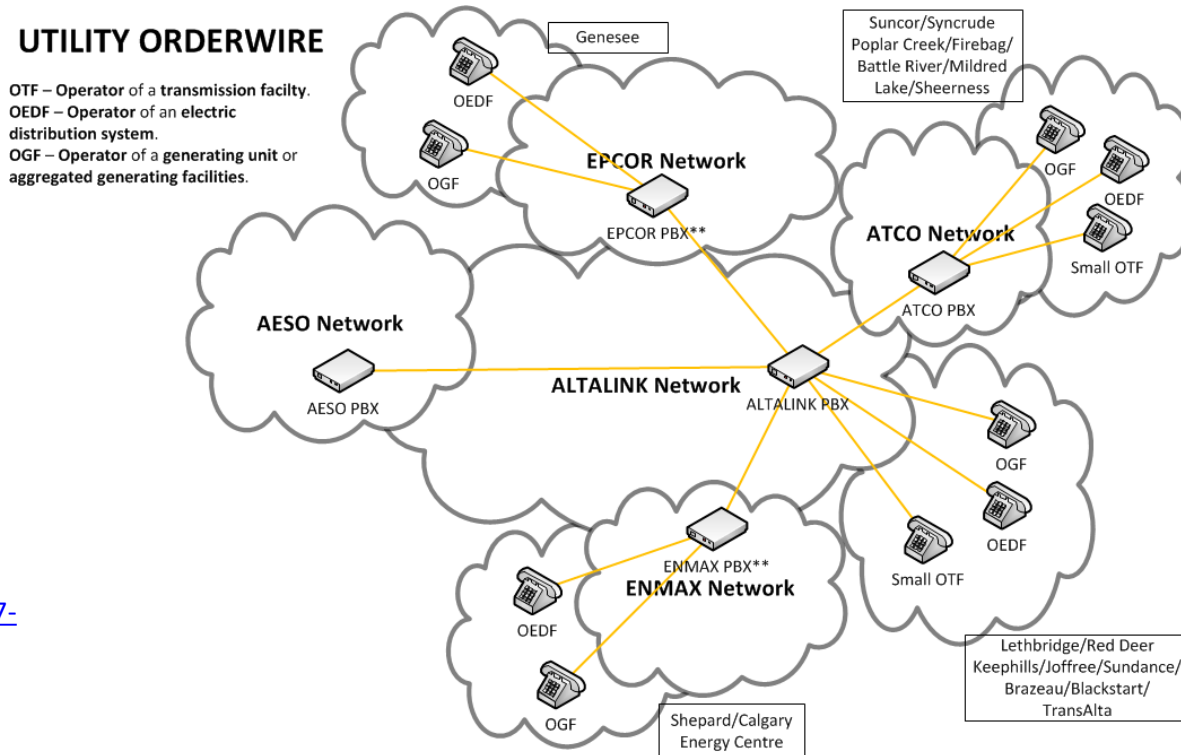 UTILITY ORDERWIRE
OTF – Operator of a transmission facilty.
OEDF – Operator of an electric
distribution system.
OGF – Operator of a generating unit or
aggregated generating facilities.
Genesee
Suncor/Syncrude
Poplar Creek/Firebag/
Battle River/Mildred
Lake/Sheerness
OEDF
OGF
EPCOR Network
EPCOR PBX**
OGF
OEDF
Small OTF
ATCO Network
ATCO PBX
AESO Network
AESO PBX
ALTALINK Network
ALTALINK PBX
OGF
OEDF
Small OTF
ENMAX PBX**
ENMAX Network
OEDF
OGF
7-
Lethbridge/Red Deer
Keephills/Joffree/Sundance/
Brazeau/Blackstart/
TransAlta
Shepard/Calgary
Energy Centre